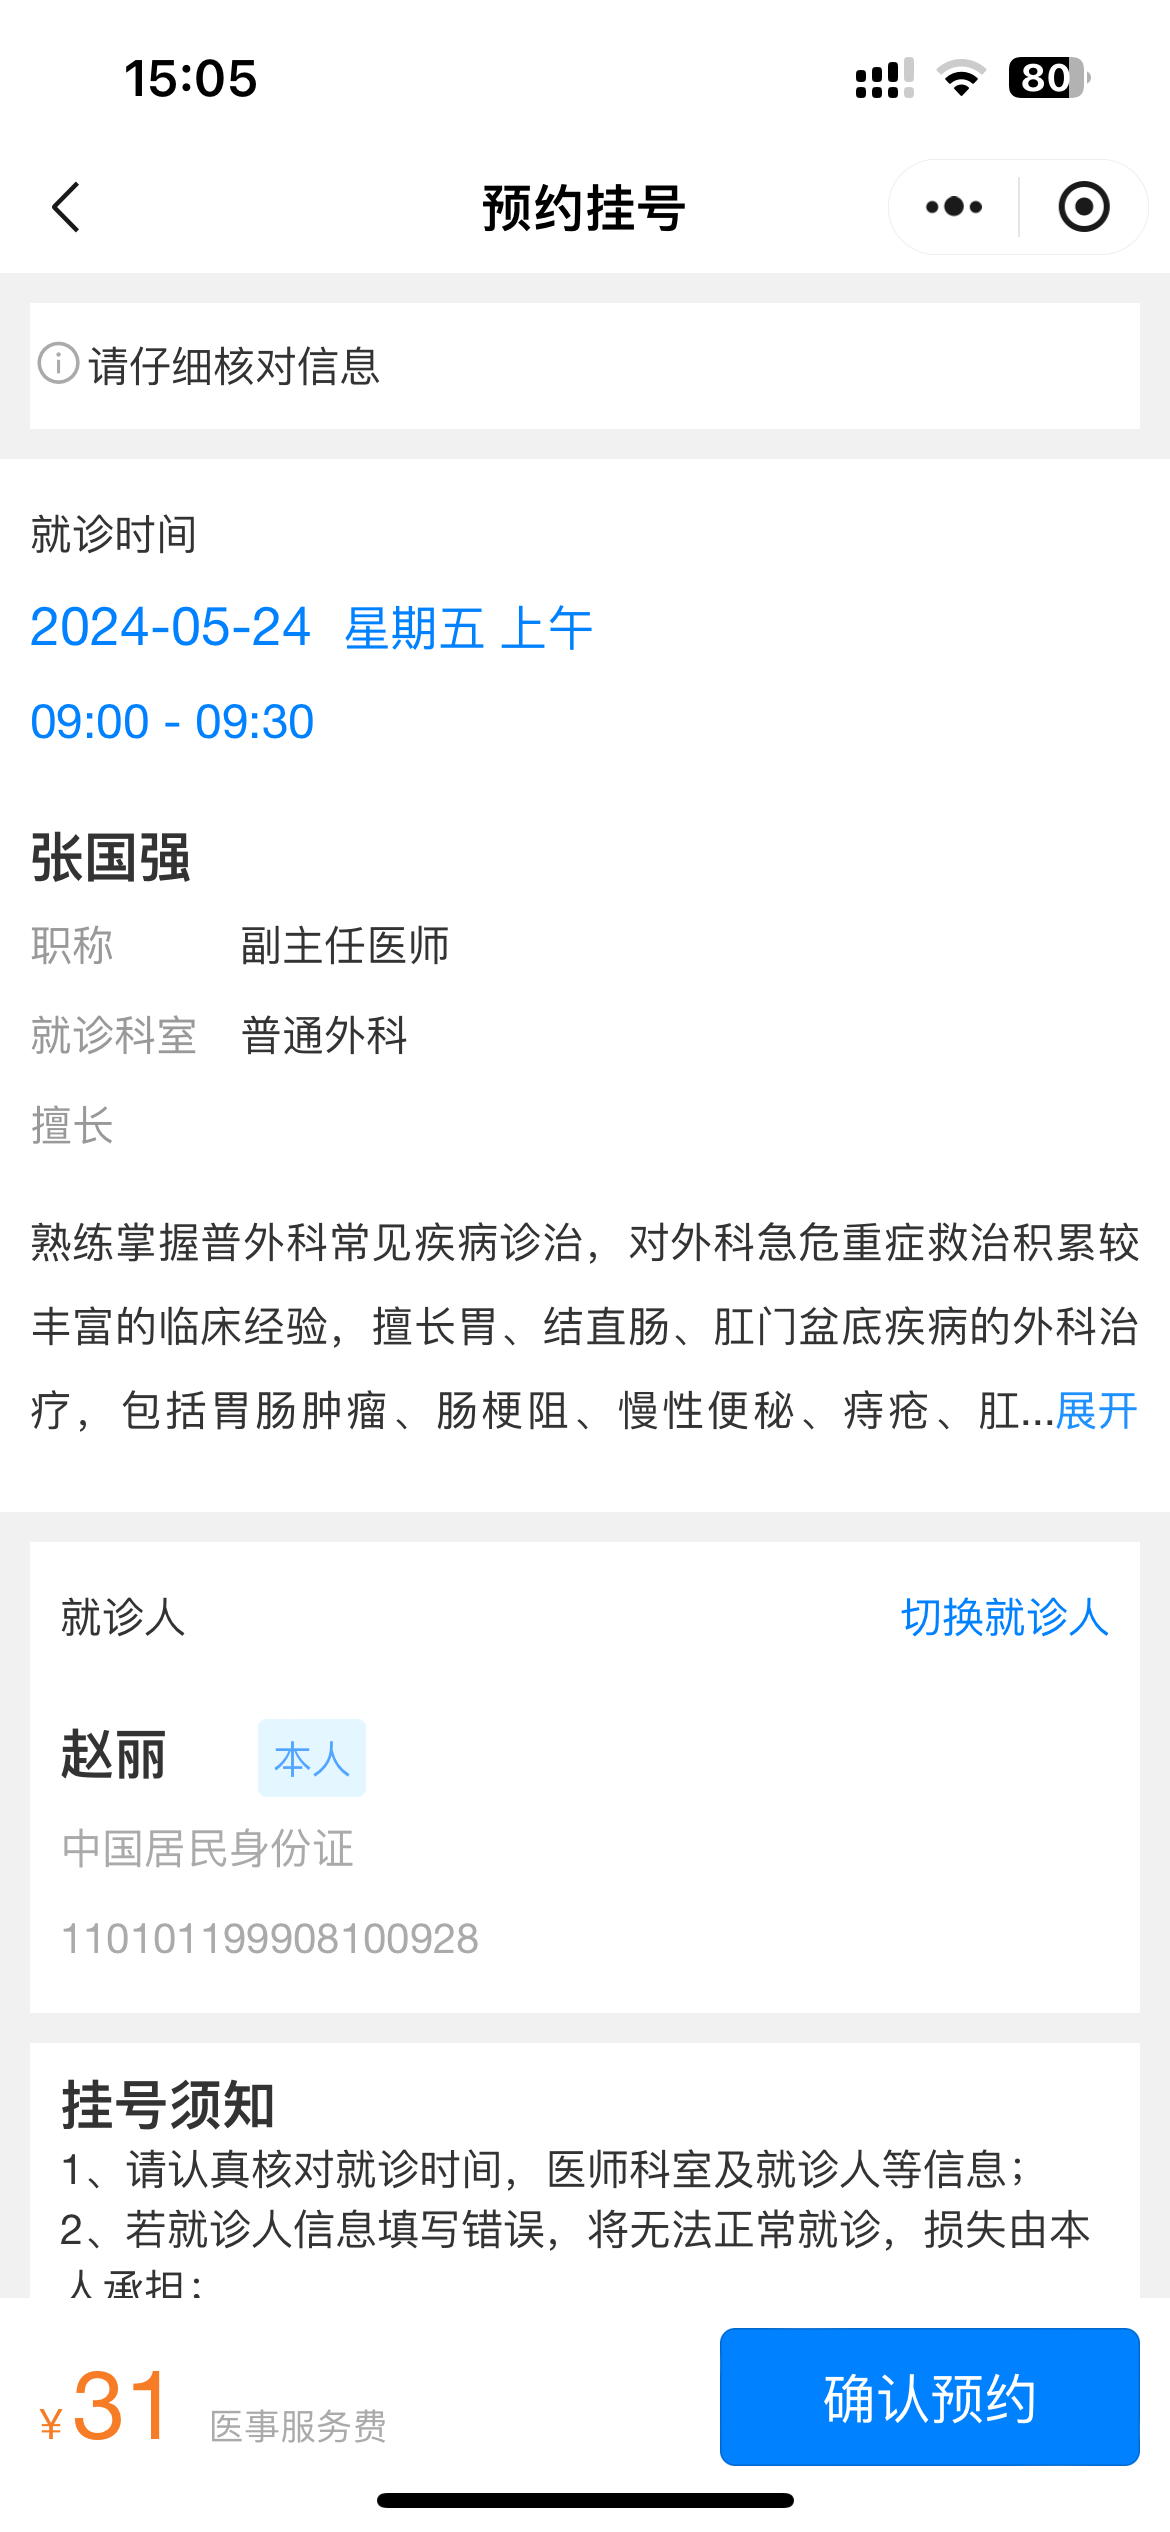 15:05
80
预约挂号
请仔细核对信息
就诊时间
2024-05-24 星期五 上午
09:00 - 09:30
张国强
职称 副主任医师
就诊科室 普通外科
擅长
熟练掌握普外科常见疾病诊治，对外科急危重症救治积累较
丰富的临床经验，擅长胃、结直肠、肛门盆底疾病的外科治
疗，包括胃肠肿瘤、肠梗阻、慢性便秘、痔疮、肛...展开
就诊人 切换就诊人
赵丽 本人
中国居民身份证
110101199908100928
挂号须知
1、请认真核对就诊时间，医师科室及就诊人等信息；
2、若就诊人信息填写错误，将无法正常就诊，损失由本
人承担；
¥31 医事服务费
确认预约